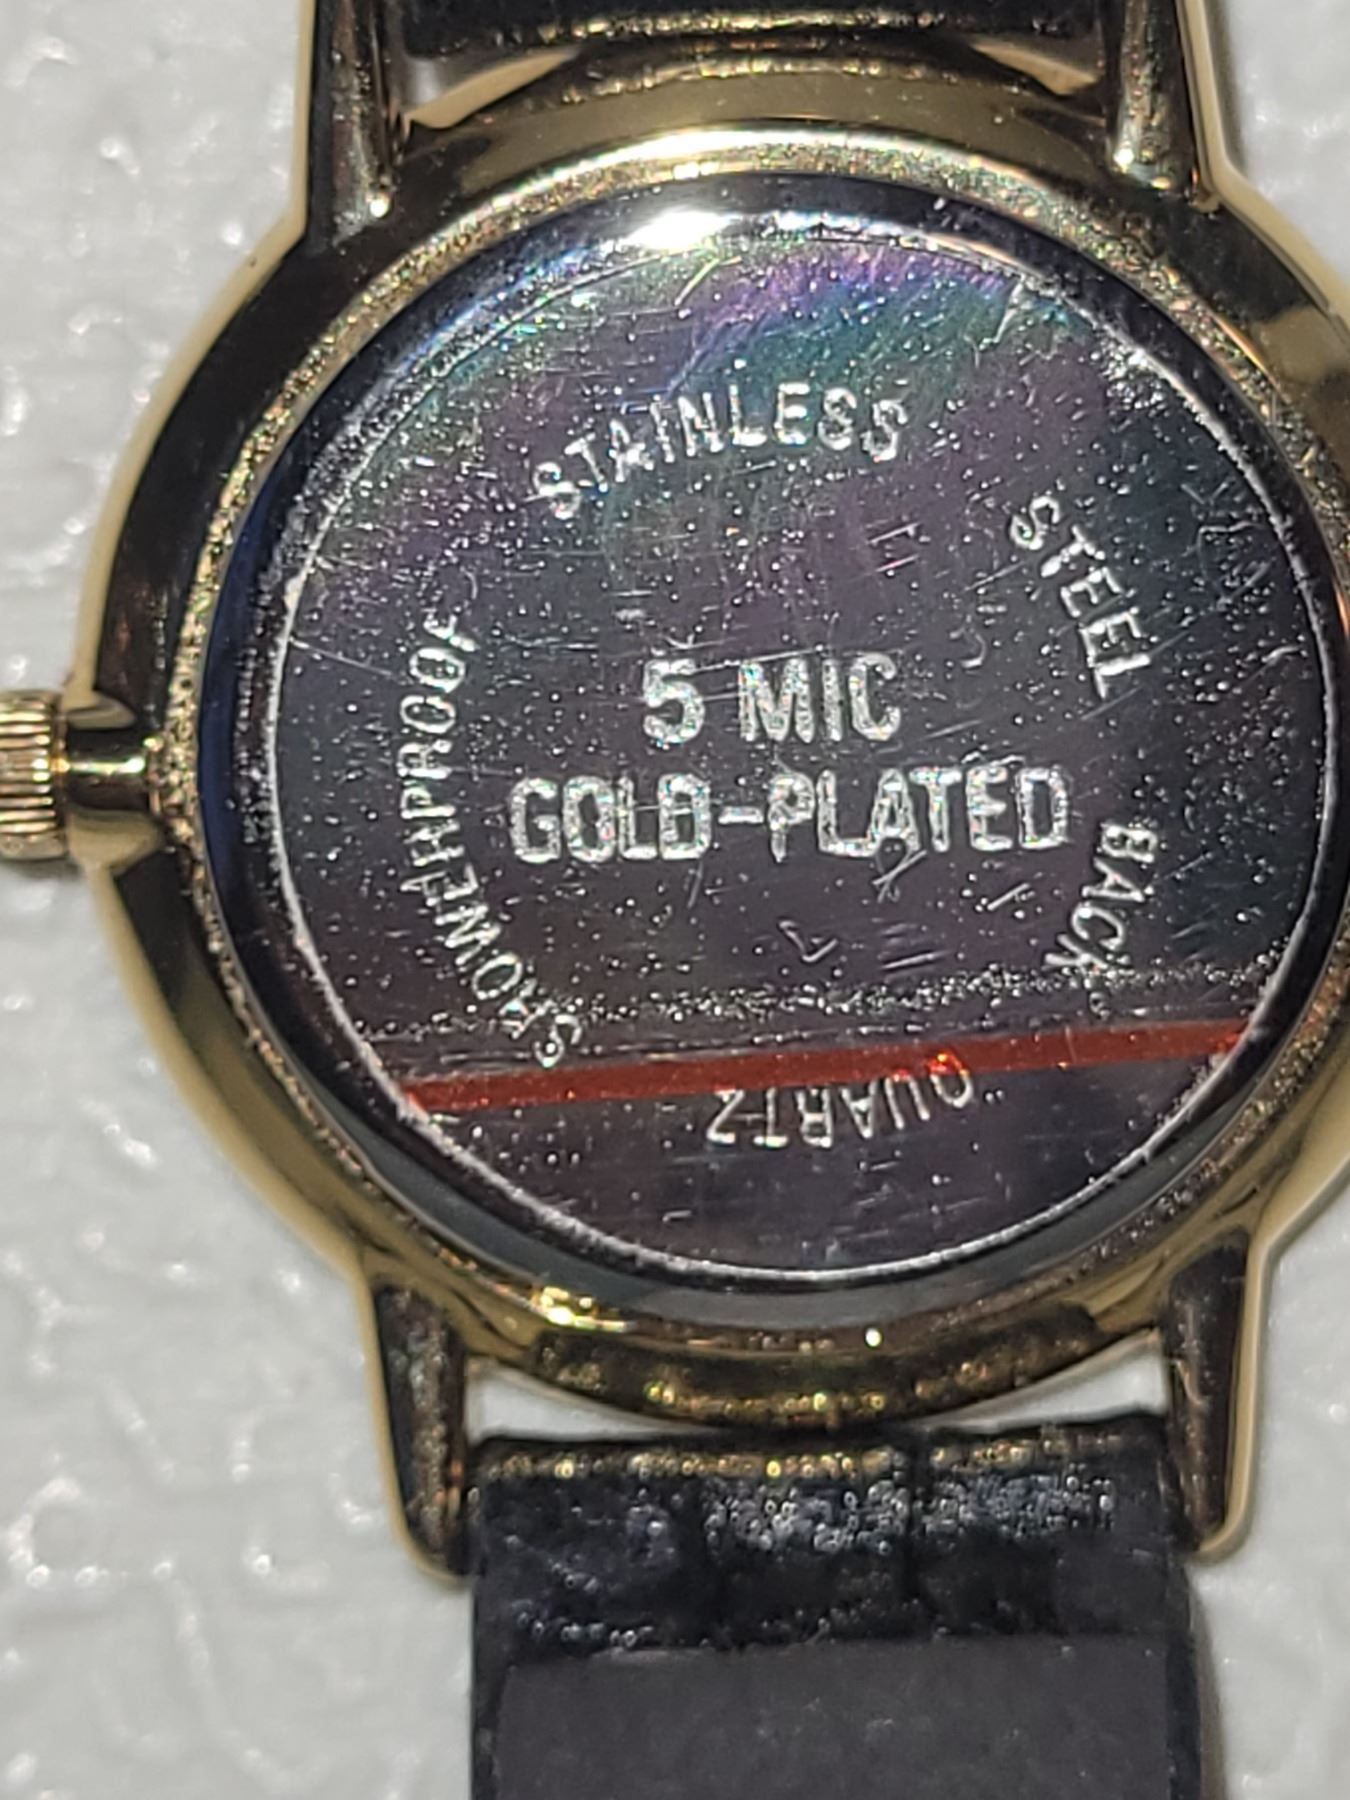 STAINLESS STEEL BACK QUARTZ SHOWERPROOF
5 MIC
GOLD-PLATED